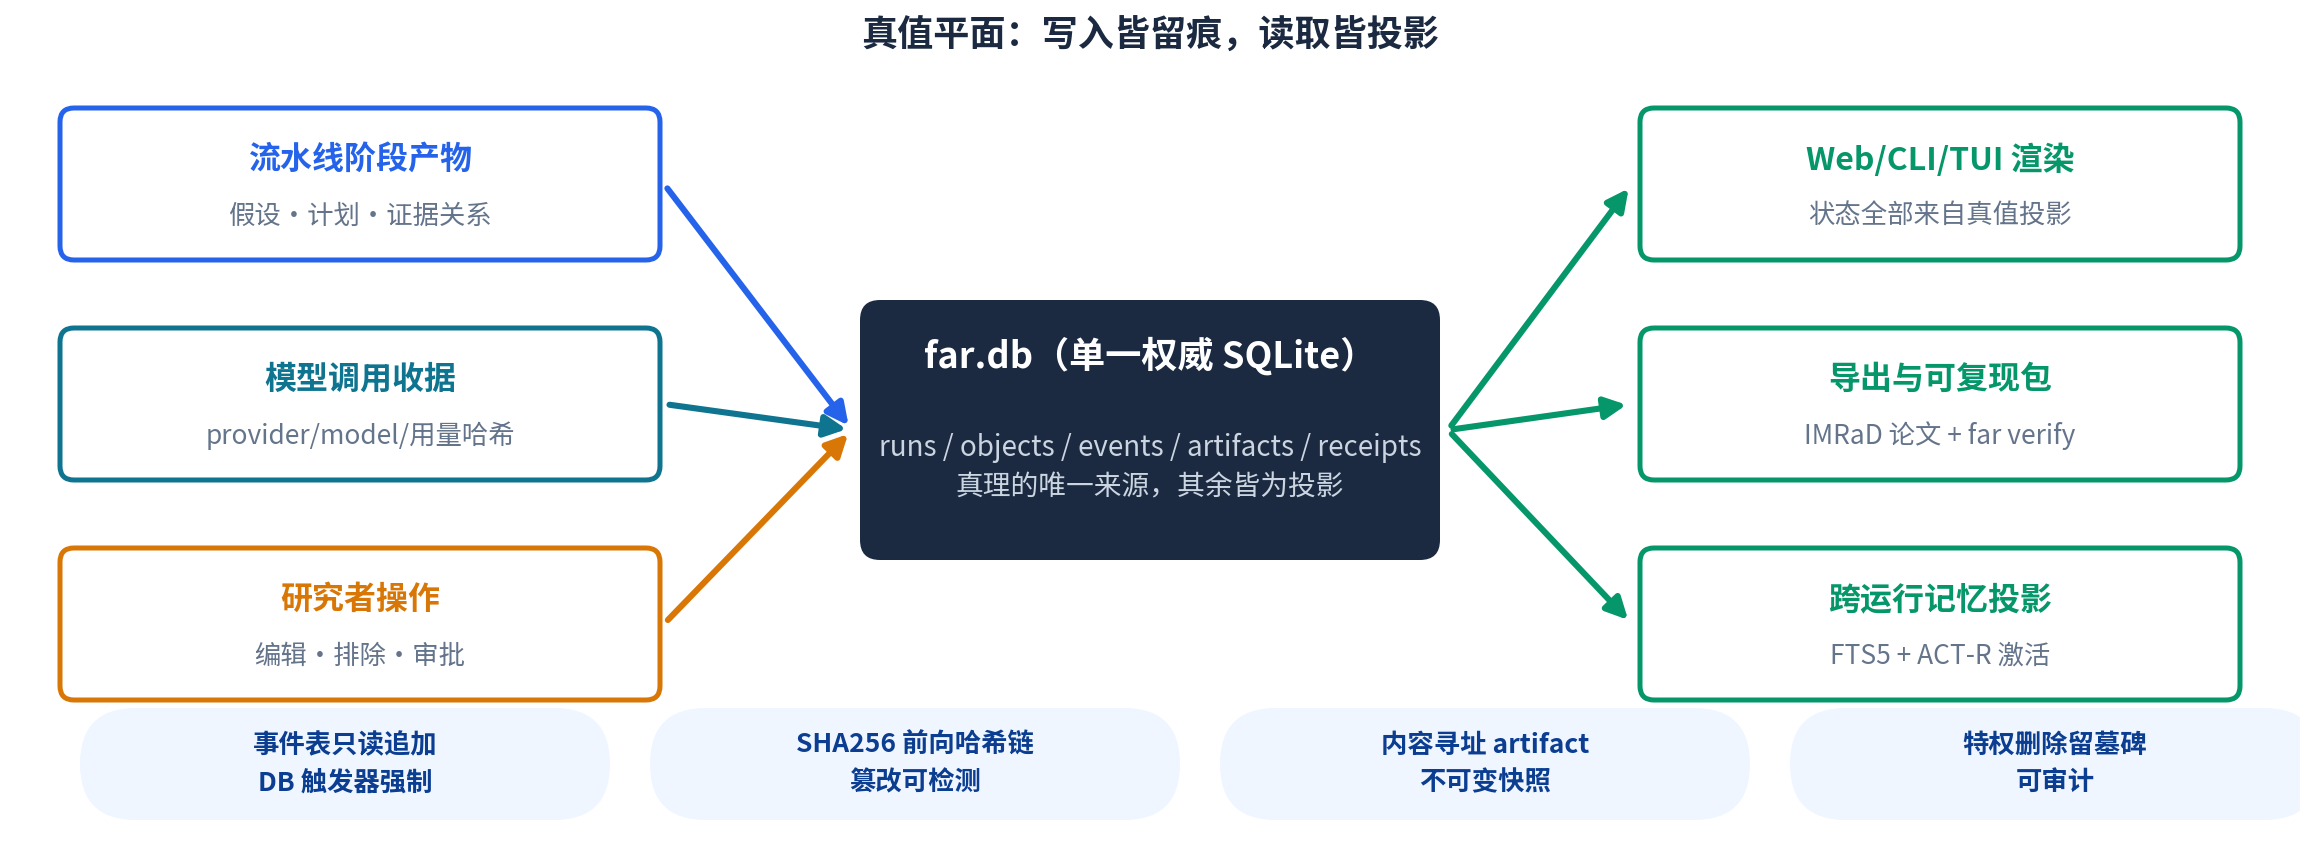 真值平面：写入皆留痕，读取皆投影
流水线阶段产物
假设・计划・证据关系
模型调用收据
provider/model/用量哈希
研究者操作
编辑・排除・审批
far.db（单一权威 SQLite）
runs / objects / events / artifacts / receipts
真理的唯一来源，其余皆为投影
Web/CLI/TUI 渲染
状态全部来自真值投影
导出与可复现包
IMRaD 论文 + far verify
跨运行记忆投影
FTS5 + ACT-R 激活
事件表只读追加
DB 触发器强制
SHA256 前向哈希链
篡改可检测
内容寻址 artifact
不可变快照
特权删除留墓碑
可审计